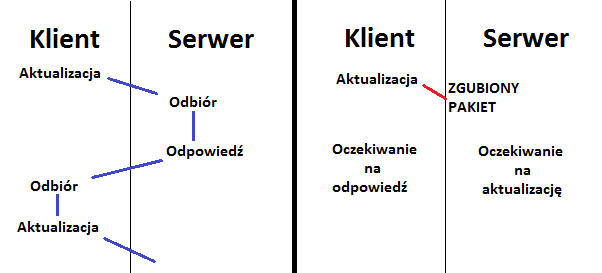 Klient Serwer
Aktualizacja
Odbiór
Odpowiedź
Odbiór
Aktualizacja
Klient Serwer
Aktualizacja
ZGUBIONY
PAKIET
Oczekiwanie
na
odpowiedź
Oczekiwanie
na
aktualizację